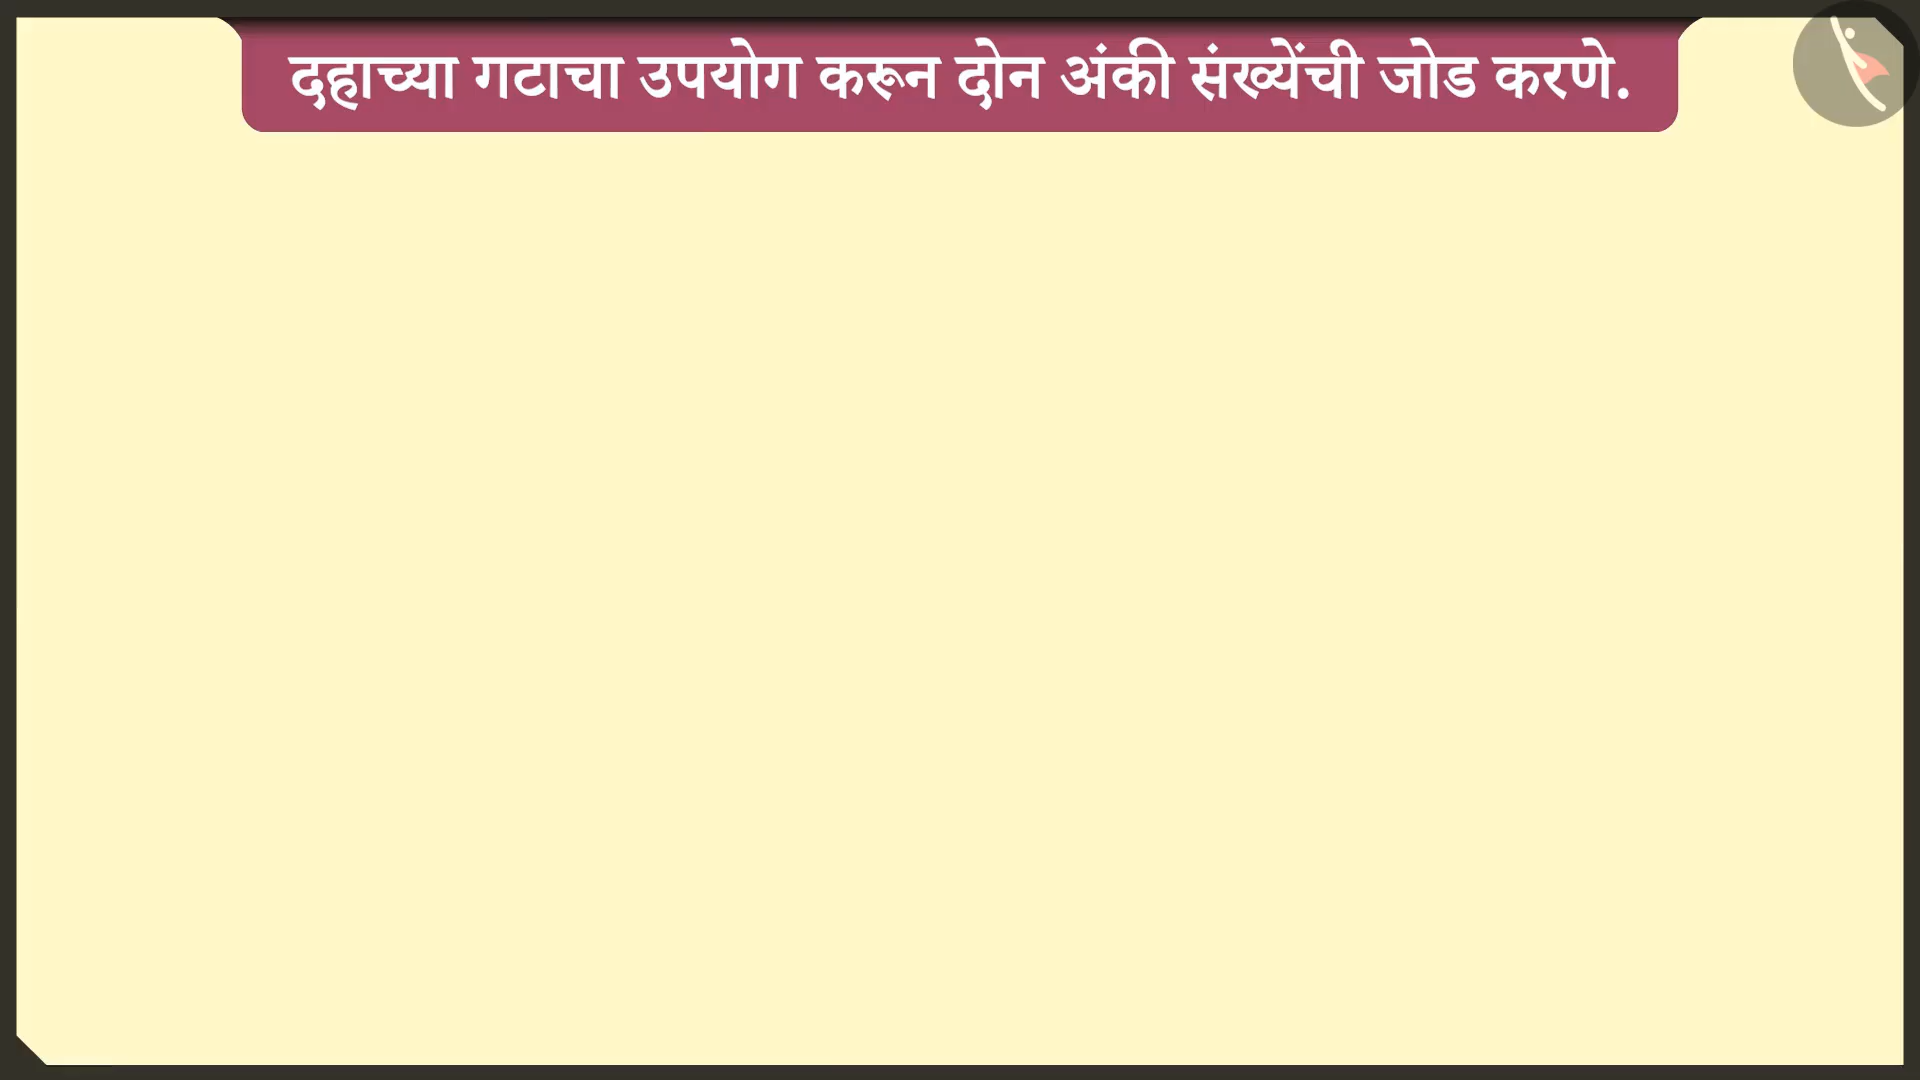 दहाच्या गटाचा उपयोग करून दोन अंकी संख्येंची जोड करणे.